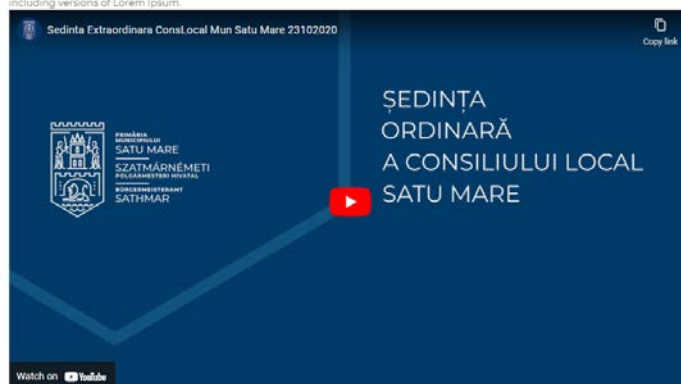 including versions of Lorem Ipsum.
Sedinta Extraordinara ConsLocal Mun Satu Mare 23102020
Copy link
ȘEDINȚA
ORDINARĂ
A CONSILIULUI LOCAL
SATU MARE
PRIMĂRIA
MUNICIPIULUI
SATU MARE
SZATMÁRNÉMETI
POLGÁRMESTERI HIVATAL
BÜRGERMEISTERAMT
SATHMAR
Watch on YouTube